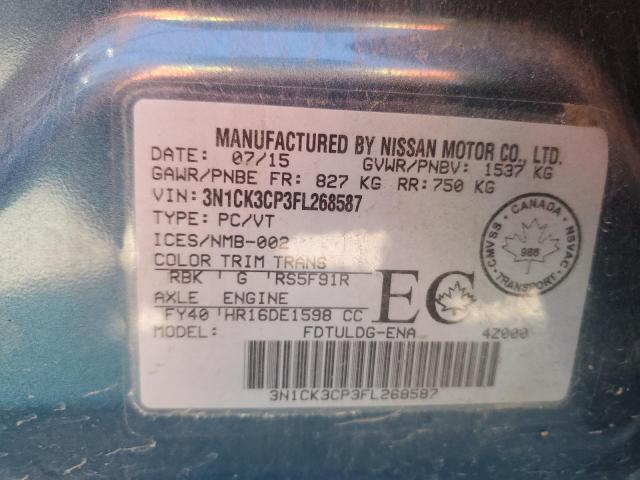 MANUFACTURED BY NISSAN MOTOR CO., LTD.
DATE: 07/15 GVWR/PNBV: 1537 KG
GAWR/PNBE FR: 827 KG RR: 750 KG
VIN: 3N1CK3CP3FL268587
TYPE: PC/VT
ICES/NMB-002
COLOR TRIM TRANS
RBK G RS5F91R
AXLE ENGINE
FY40 HR16DE1598 CC
EC
MODEL: FDTULDG-ENA 4Z000
3N1CK3CP3FL268587
CANADA
CMVSS NSVAC
988
TRANSPORT